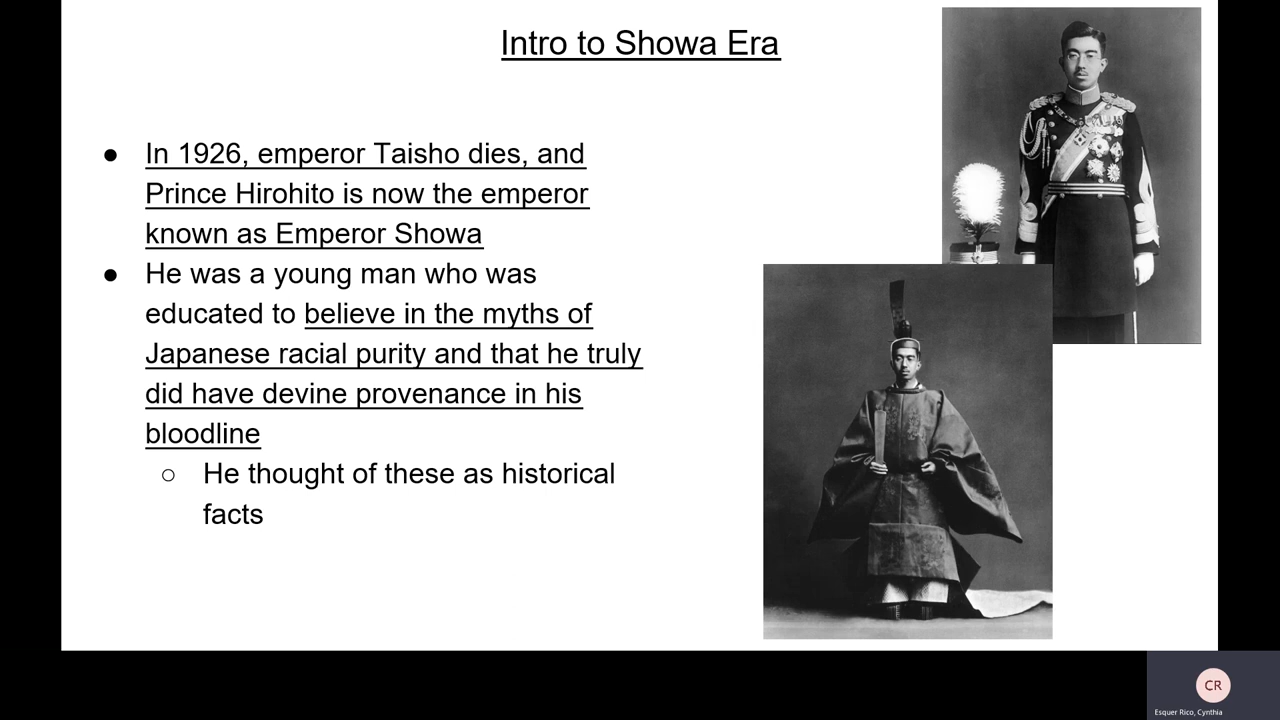 Intro to Showa Era
● In 1926, emperor Taisho dies, and
Prince Hirohito is now the emperor
known as Emperor Showa
● He was a young man who was
educated to believe in the myths of
Japanese racial purity and that he truly
did have devine provenance in his
bloodline
○ He thought of these as historical
facts
CR
Esquer Rico, Cynthia